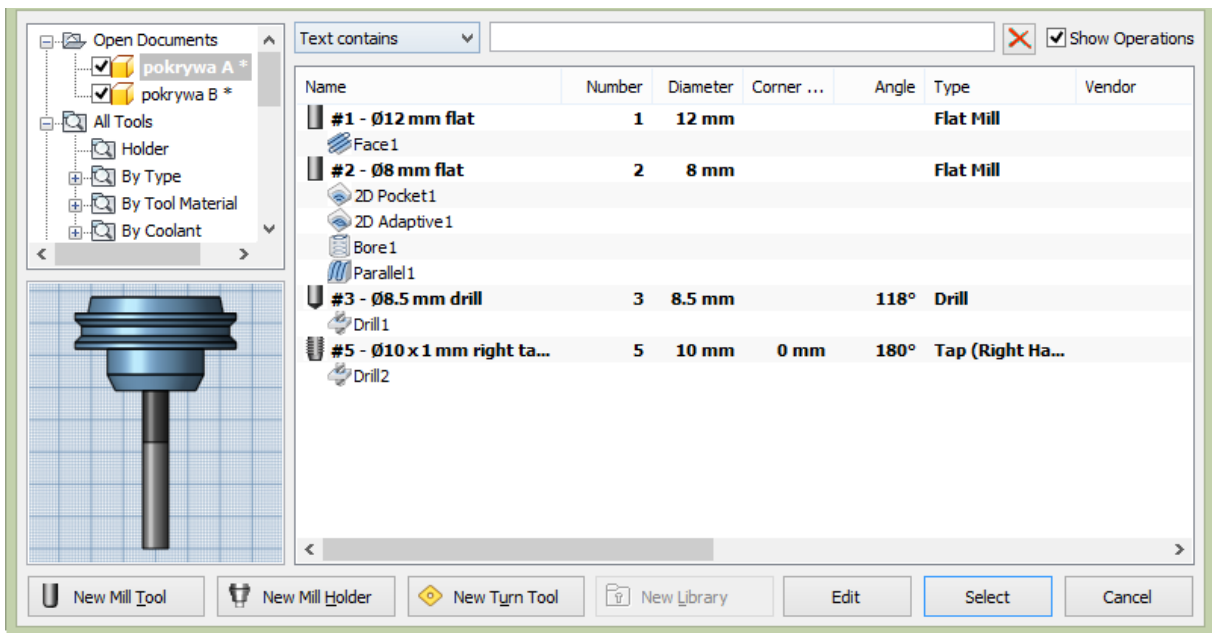 Open Documents
pokrywa A *
pokrywa B *
All Tools
Holder
By Type
By Tool Material
By Coolant
Text contains
Show Operations
Name Number Diameter Corner ... Angle Type Vendor
#1 - Ø12 mm flat 1 12 mm Flat Mill
Face1
#2 - Ø8 mm flat 2 8 mm Flat Mill
2D Pocket1
2D Adaptive1
Bore1
Parallel1
#3 - Ø8.5 mm drill 3 8.5 mm 118° Drill
Drill1
#5 - Ø10 x 1 mm right ta... 5 10 mm 0 mm 180° Tap (Right Ha...
Drill2
New Mill Tool New Mill Holder New Turn Tool New Library Edit Select Cancel